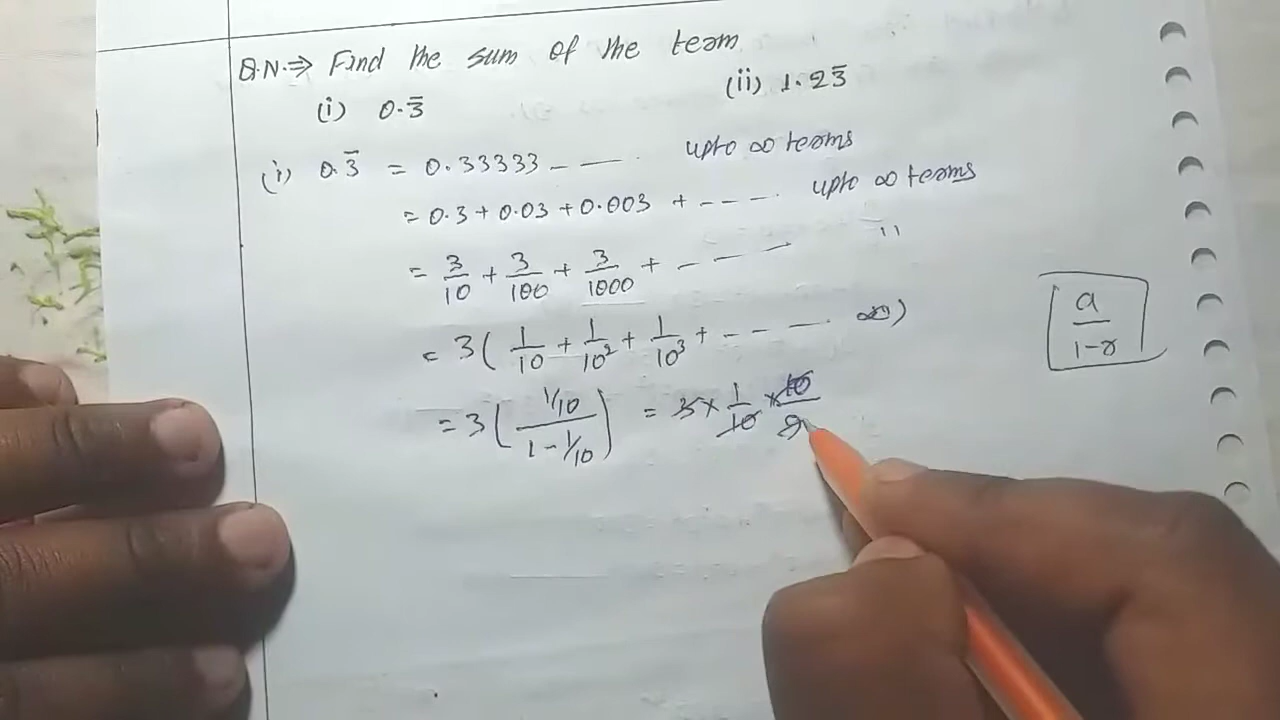 Q.N.⇒ Find the sum of the term
(i) 0.3̅ (ii) 1.23̅
(i) 0.3̅ = 0.33333 - — . upto ∞ terms
= 0.3 + 0.03 + 0.003 + - - - . upto ∞ terms
= 3/10 + 3/100 + 3/1000 + - — — "
= 3 ( 1/10 + 1/10² + 1/10³ + - - — ∞ )
a/1-r
= 3 ( 1/10 / 1 - 1/10 ) = 3 × 1/10 × 10/9